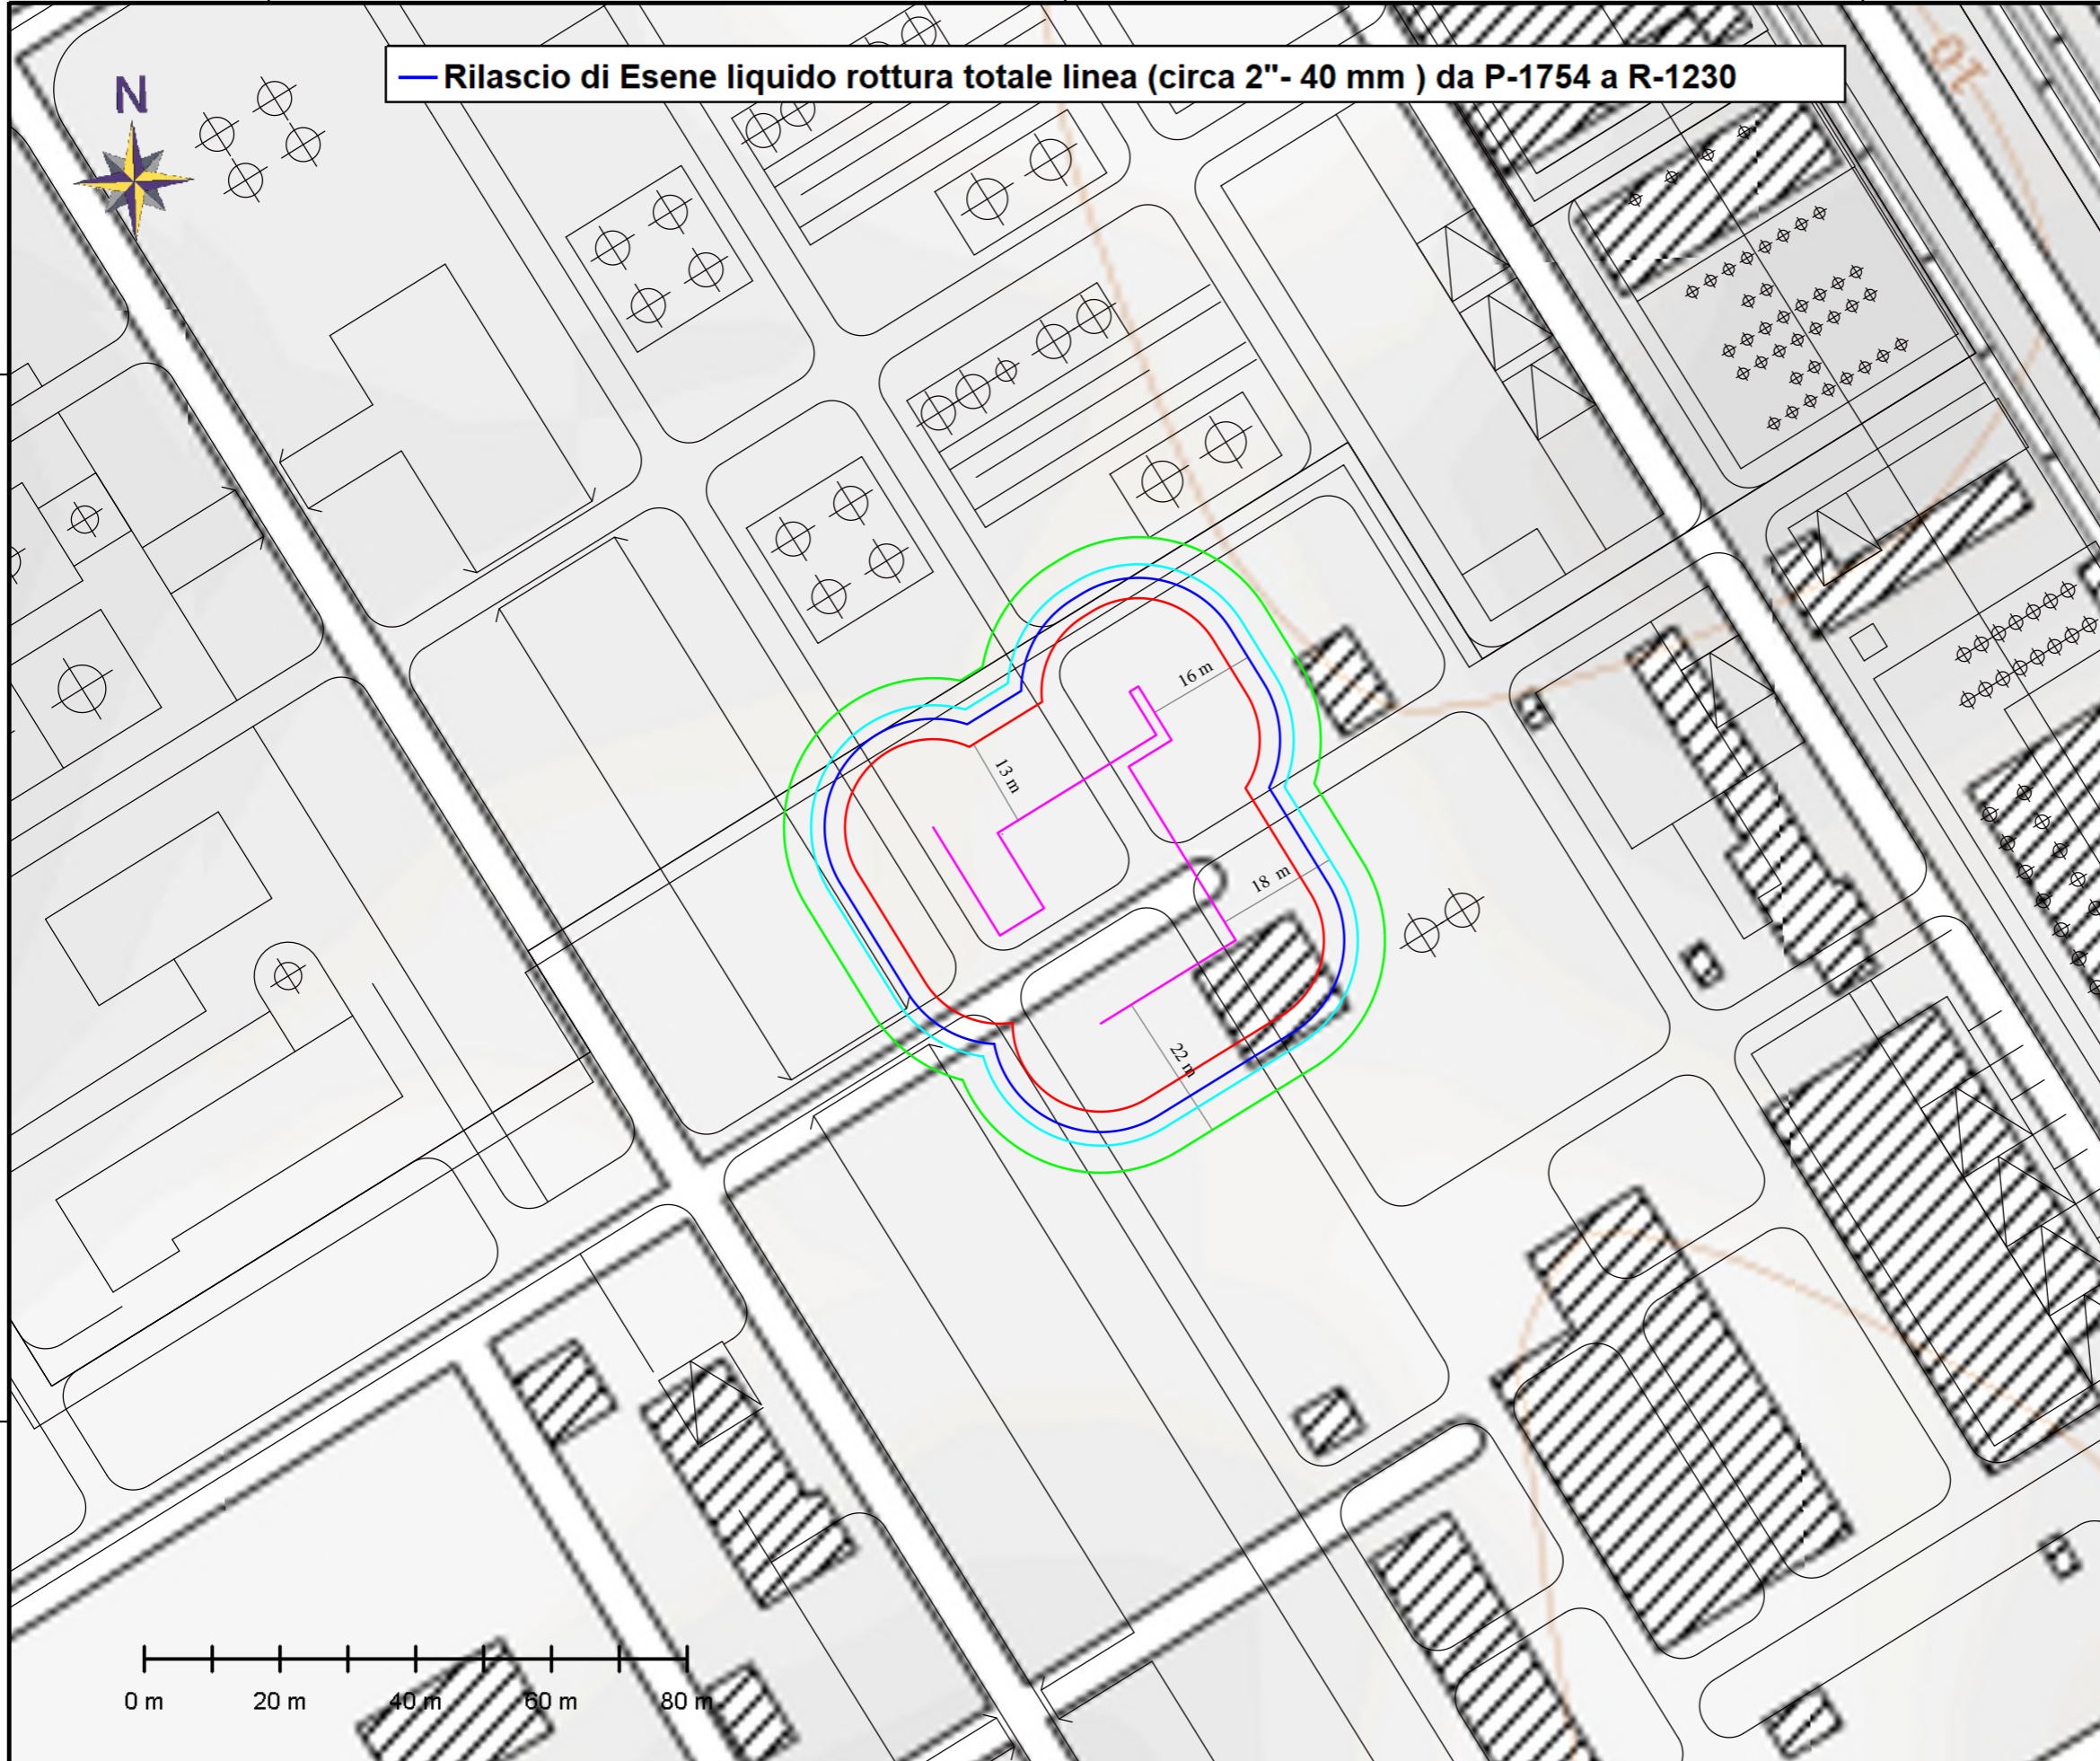 Rilascio di Esene liquido rottura totale linea (circa 2"- 40 mm ) da P-1754 a R-1230
10
N
16 m
13 m
18 m
22 m
0 m 20 m 40 m 60 m 80 m